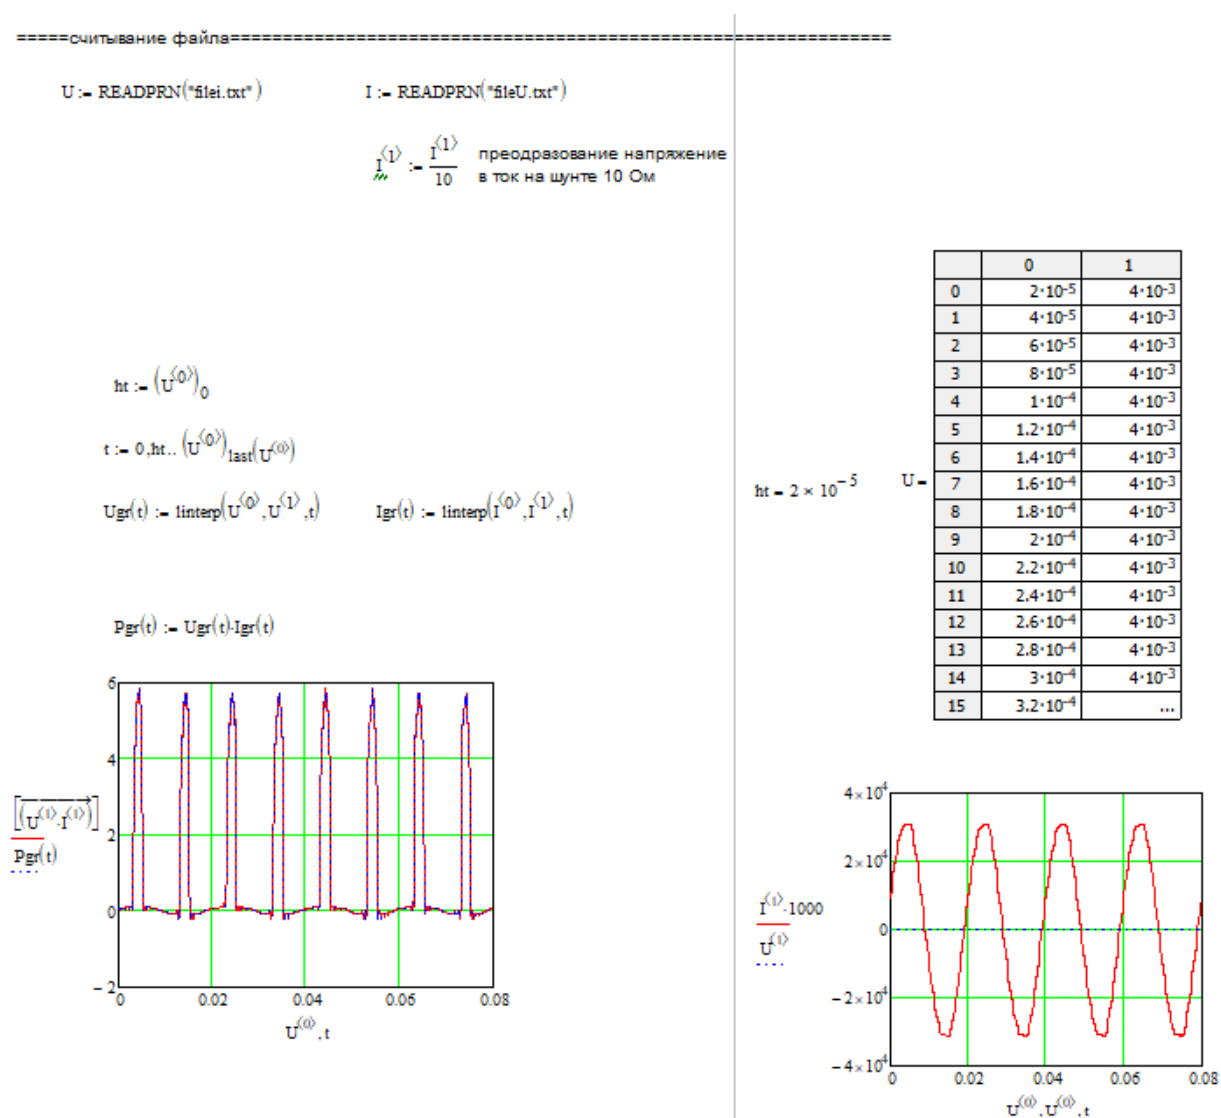 =====считывание файла===============================================================
U := READPRN("filei.txt")
I := READPRN("fileU.txt")
I⟨1⟩ := I⟨1⟩ / 10
преодразование напряжение
в ток на шунте 10 Ом
ht := (U⟨0⟩)0
t := 0,ht.. (U⟨0⟩)last(U⟨0⟩)
Ugr(t) := linterp(U⟨0⟩,U⟨1⟩,t)
Igr(t) := linterp(I⟨0⟩,I⟨1⟩,t)
Pgr(t) := Ugr(t)·Igr(t)
6
4
2
0
−2
[(U⟨1⟩·I⟨1⟩)]
Pgr(t)
0 0.02 0.04 0.06 0.08
U⟨0⟩,t
ht = 2 × 10^-5
U =
0 1
0 2·10^-5 4·10^-3
1 4·10^-5 4·10^-3
2 6·10^-5 4·10^-3
3 8·10^-5 4·10^-3
4 1·10^-4 4·10^-3
5 1.2·10^-4 4·10^-3
6 1.4·10^-4 4·10^-3
7 1.6·10^-4 4·10^-3
8 1.8·10^-4 4·10^-3
9 2·10^-4 4·10^-3
10 2.2·10^-4 4·10^-3
11 2.4·10^-4 4·10^-3
12 2.6·10^-4 4·10^-3
13 2.8·10^-4 4·10^-3
14 3·10^-4 4·10^-3
15 3.2·10^-4 ...
4×10^4
2×10^4
0
−2×10^4
−4×10^4
I⟨1⟩·1000
U⟨1⟩
0 0.02 0.04 0.06 0.08
U⟨0⟩,U⟨0⟩,t